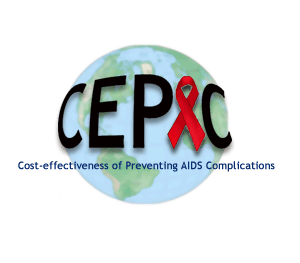 CEPAC
Cost-effectiveness of Preventing AIDS Complications